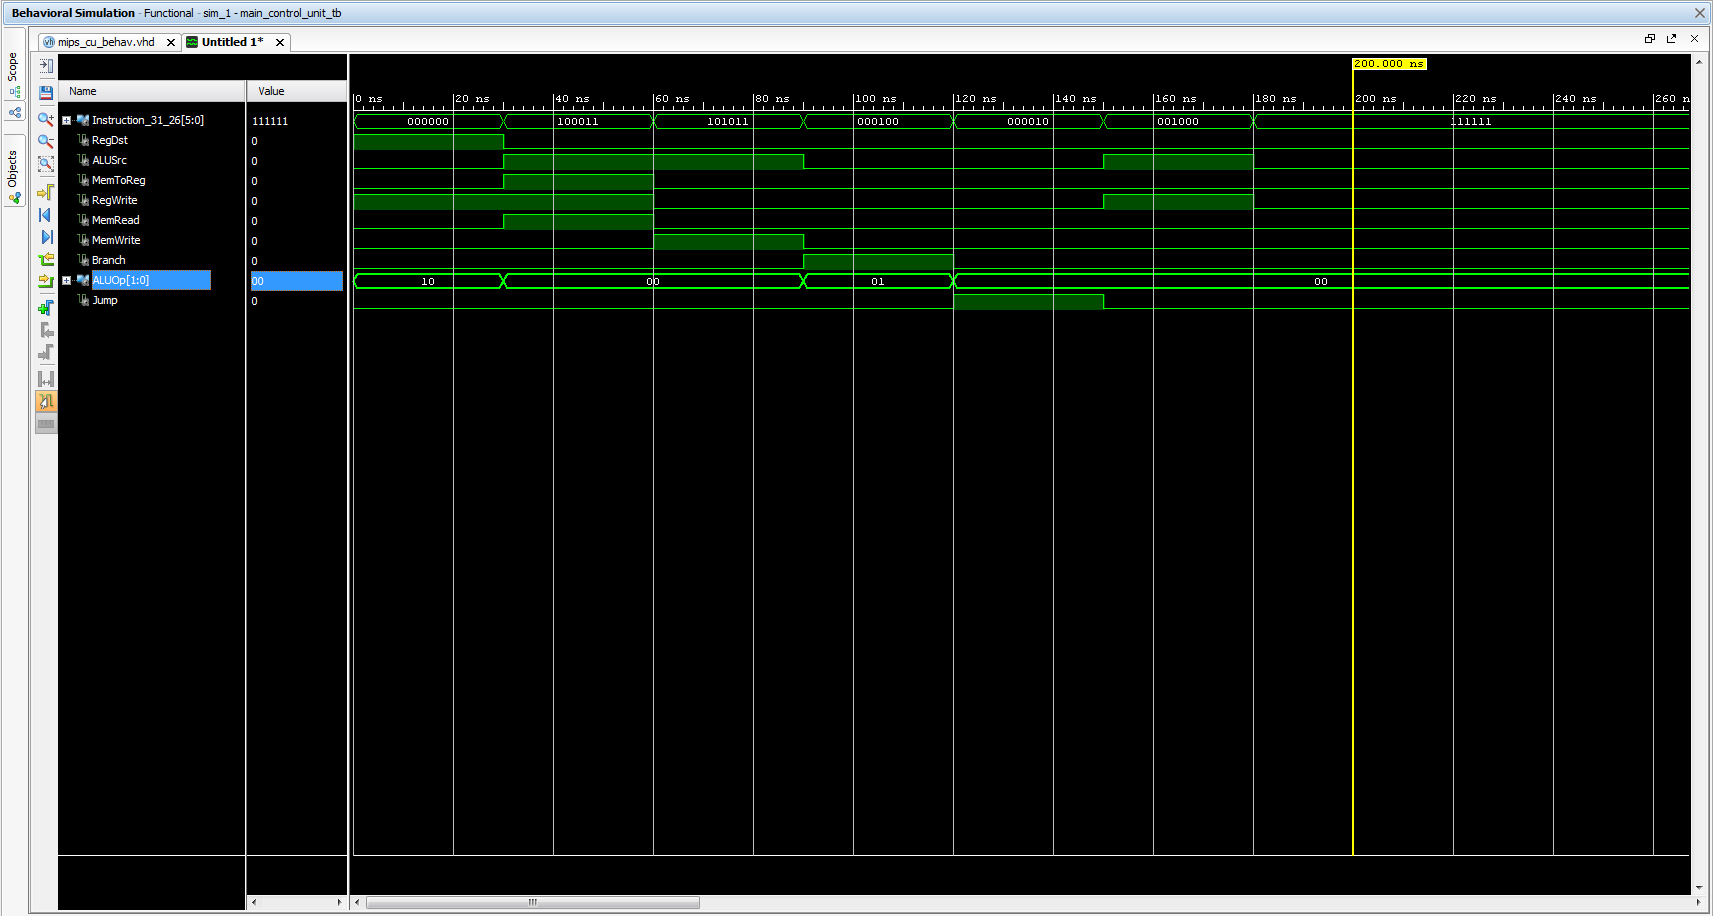 Behavioral Simulation - Functional - sim_1 - main_control_unit_tb
mips_cu_behav.vhd
Untitled 1*
Scope
Objects
Name Value
200.000 ns
0 ns 20 ns 40 ns 60 ns 80 ns 100 ns 120 ns 140 ns 160 ns 180 ns 200 ns 220 ns 240 ns 260 n
Instruction_31_26[5:0] 111111 000000 100011 101011 000100 000010 001000 111111
RegDst 0
ALUSrc 0
MemToReg 0
RegWrite 0
MemRead 0
MemWrite 0
Branch 0
ALUOp[1:0] 00 10 00 01 00
Jump 0